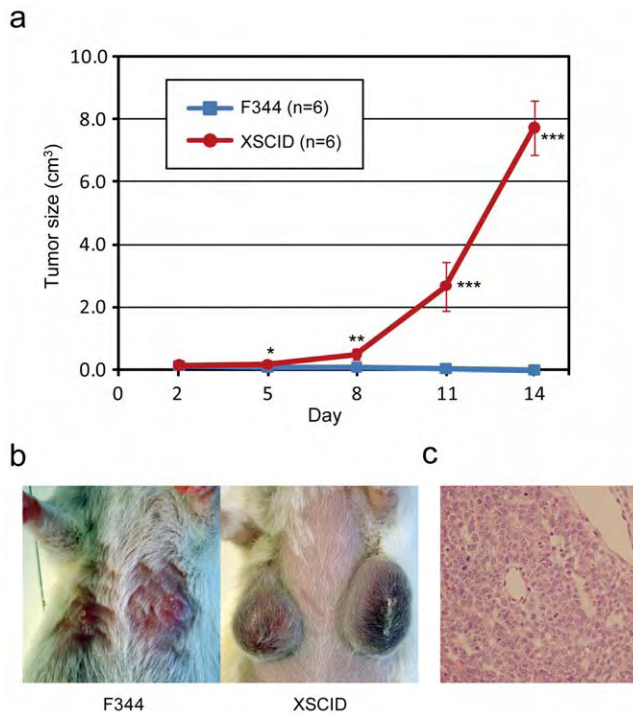 a
10.0
8.0
6.0
4.0
2.0
0.0
Tumor size (cm³)
F344 (n=6)
XSCID (n=6)
*
**
***
***
0
2
5
8
11
14
Day
b
c
F344
XSCID